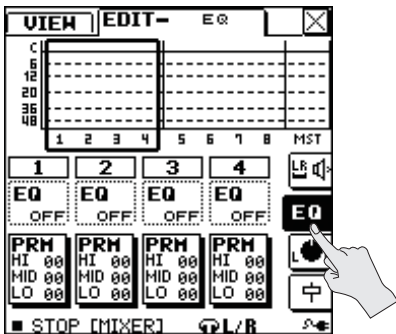 VIEW EDIT- EQ
C
6
12
20
36
48
1 2 3 4 5 6 7 8 MST
1 2 3 4 LR
EQ EQ EQ EQ
OFF OFF OFF OFF
EQ
PRM PRM PRM PRM
HI 00 HI 00 HI 00 HI 00
MID 00 MID 00 MID 00 MID 00
LO 00 LO 00 LO 00 LO 00
L
■ STOP [MIXER] L/R